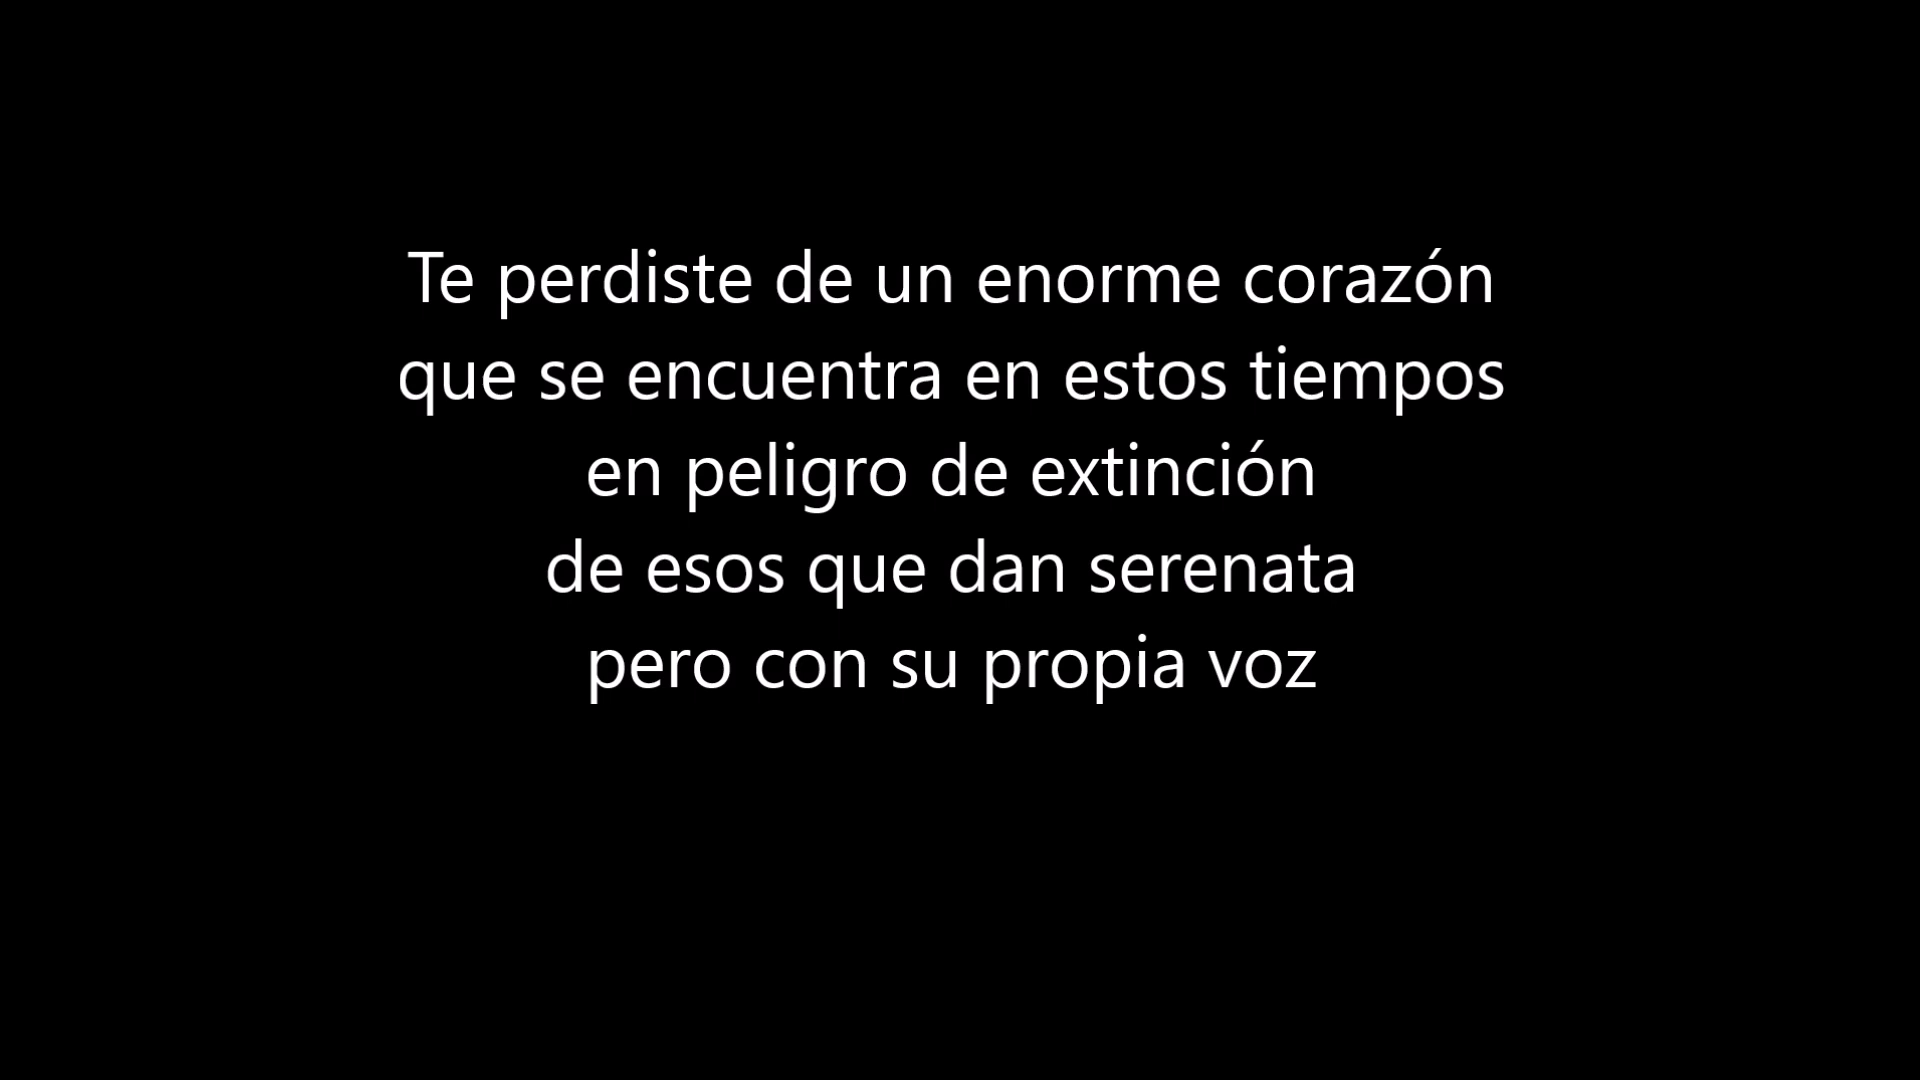 Te perdiste de un enorme corazón
que se encuentra en estos tiempos
en peligro de extinción
de esos que dan serenata
pero con su propia voz